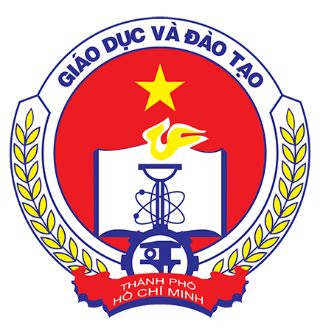 GIÁO DỤC VÀ ĐÀO TẠO
THÀNH PHỐ
HỒ CHÍ MINH